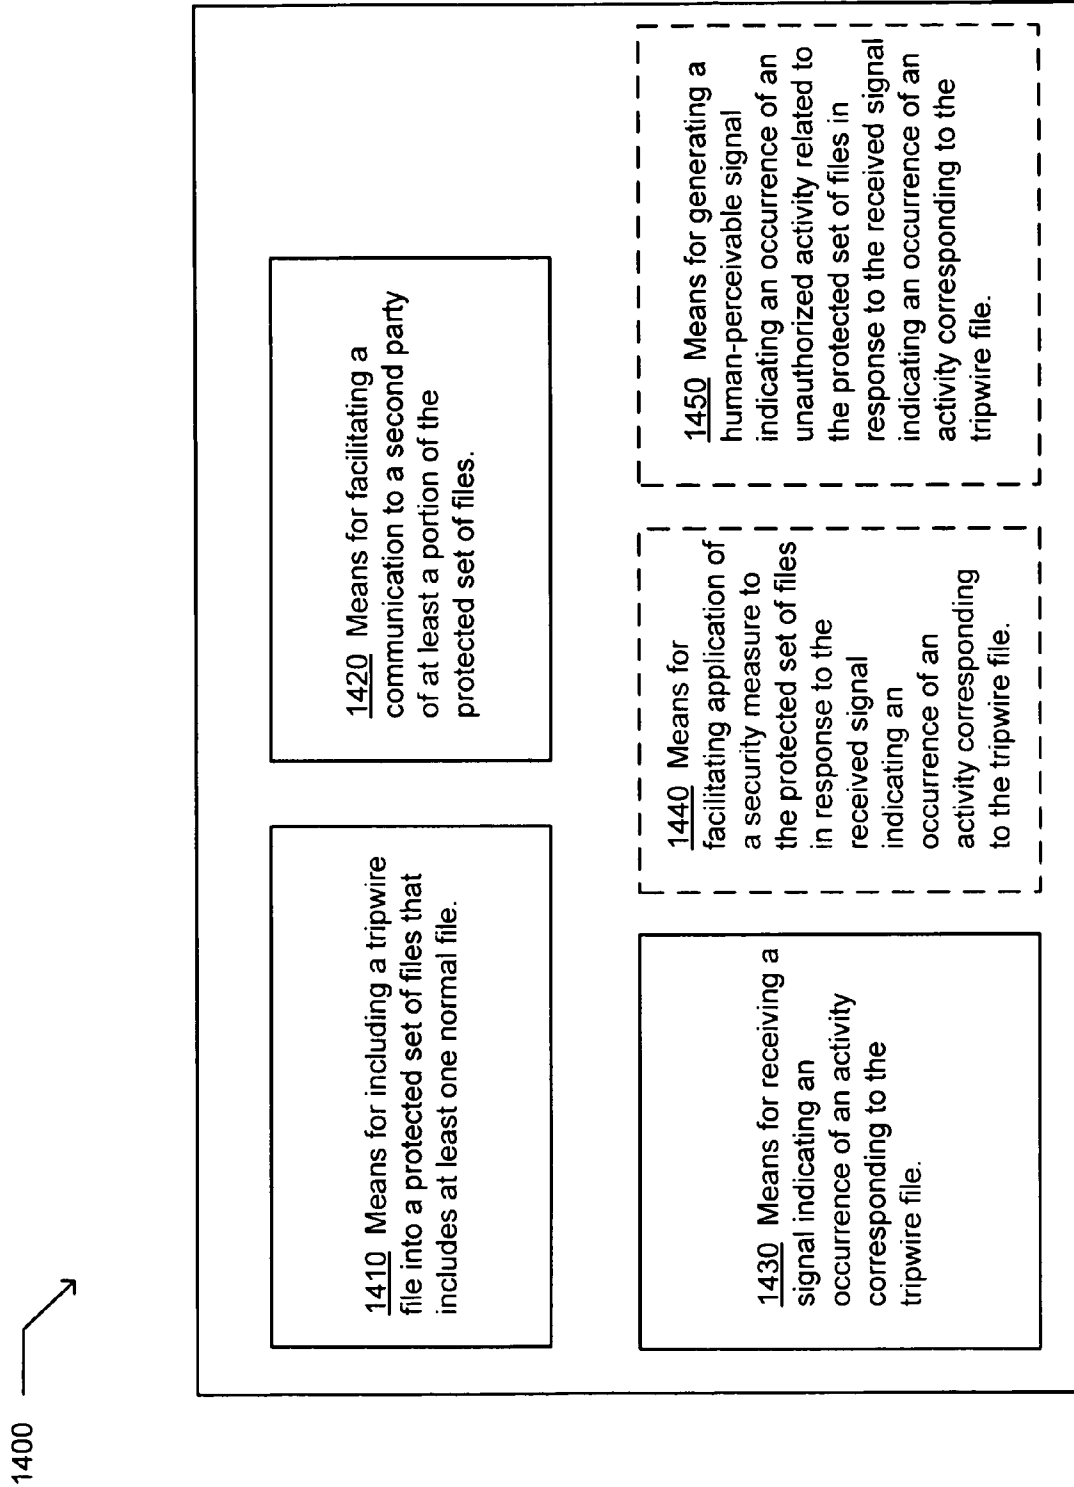 1400
1410 Means for including a tripwire
file into a protected set of files that
includes at least one normal file.
1420 Means for facilitating a
communication to a second party
of at least a portion of the
protected set of files.
1430 Means for receiving a
signal indicating an
occurrence of an activity
corresponding to the
tripwire file.
1440 Means for
facilitating application of
a security measure to
the protected set of files
in response to the
received signal
indicating an
occurrence of an
activity corresponding
to the tripwire file.
1450 Means for generating a
human-perceivable signal
indicating an occurrence of an
unauthorized activity related to
the protected set of files in
response to the received signal
indicating an occurrence of an
activity corresponding to the
tripwire file.